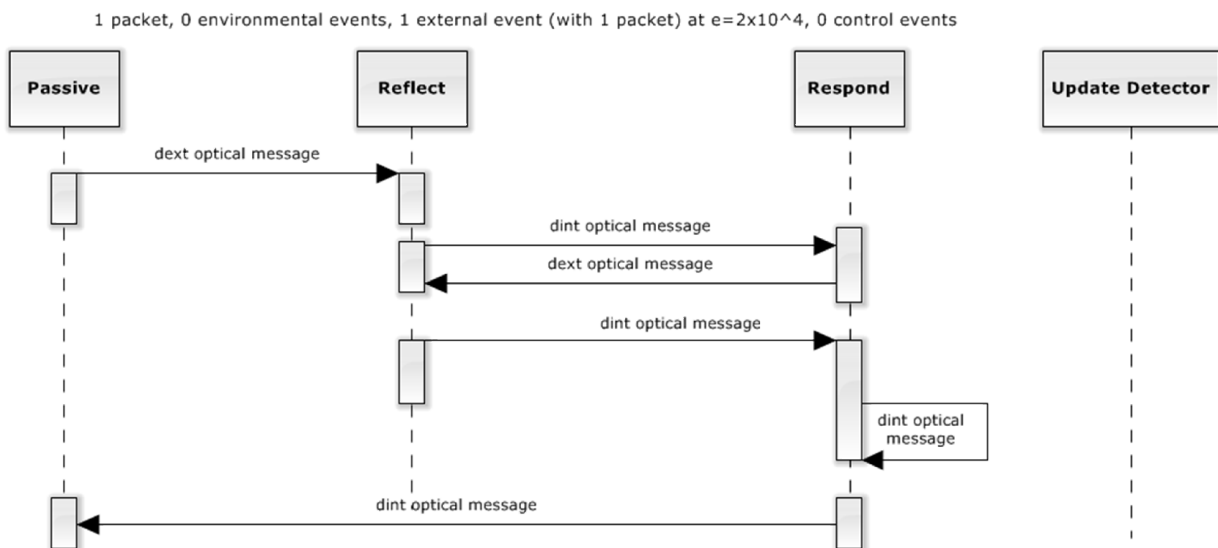 1 packet, 0 environmental events, 1 external event (with 1 packet) at e=2x10^4, 0 control events
Passive
Reflect
Respond
Update Detector
dext optical message
dint optical message
dext optical message
dint optical message
dint optical
message
dint optical message